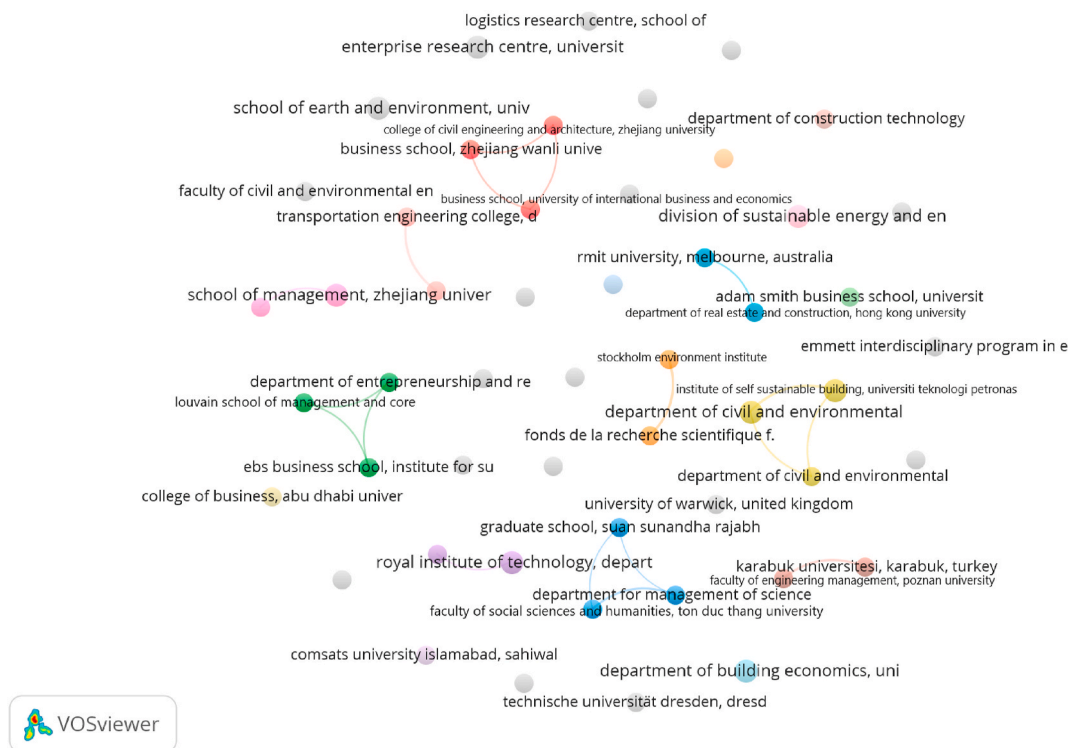 logistics research centre, school of
enterprise research centre, universit
school of earth and environment, univ
department of construction technology
college of civil engineering and architecture, zhejiang university
business school, zhejiang wanli unive
faculty of civil and environmental en
business school, university of international business and economics
transportation engineering college, d
division of sustainable energy and en
rmit university, melbourne, australia
school of management, zhejiang univer
adam smith business school, universit
department of real estate and construction, hong kong university
emmett interdisciplinary program in e
stockholm environment institute
department of entrepreneurship and re
institute of self sustainable building, universiti teknologi petronas
louvain school of management and core
department of civil and environmental
fonds de la recherche scientifique f.
ebs business school, institute for su
department of civil and environmental
college of business, abu dhabi univer
university of warwick, united kingdom
graduate school, suan sunandha rajabh
royal institute of technology, depart
karabuk universitesi, karabuk, turkey
faculty of engineering management, poznan university
department for management of science
faculty of social sciences and humanities, ton duc thang university
comsats university islamabad, sahiwal
department of building economics, uni
technische universität dresden, dresd
VOSviewer